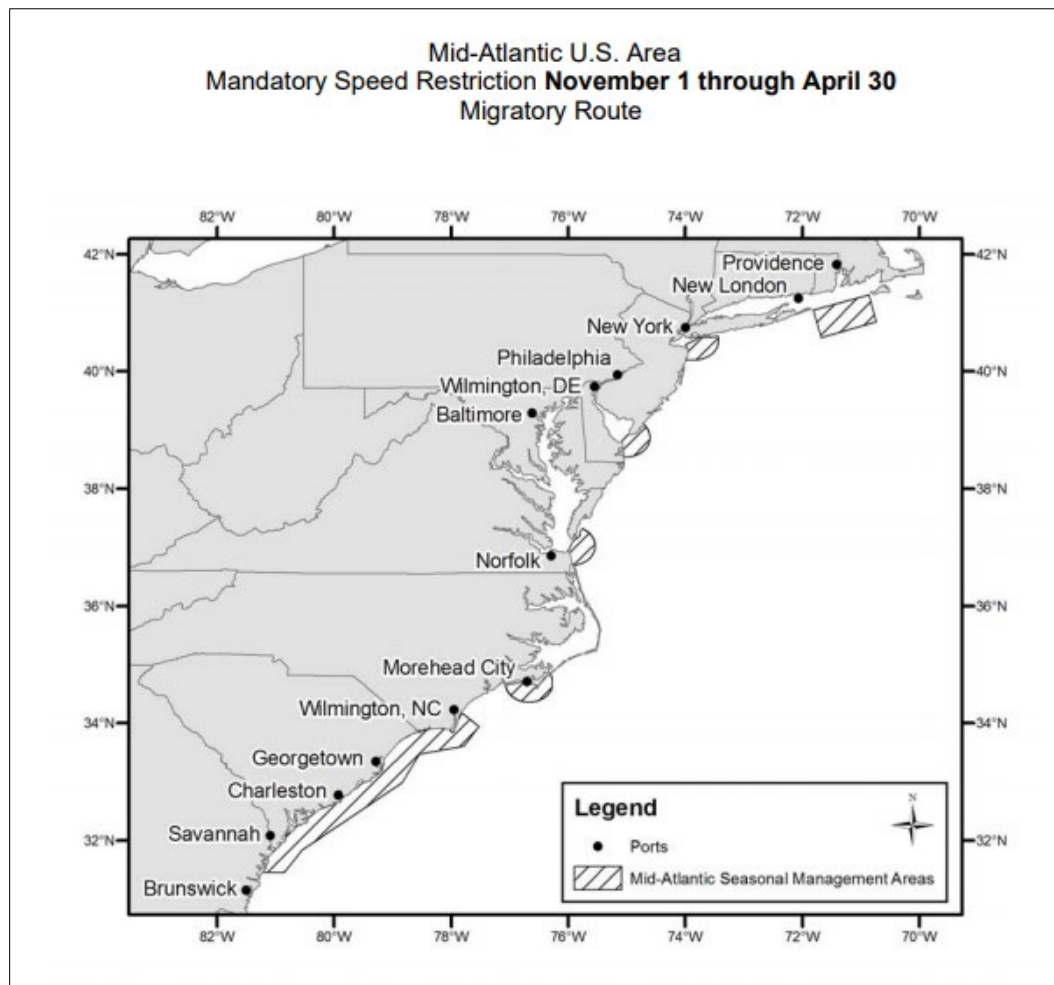 Mid-Atlantic U.S. Area
Mandatory Speed Restriction November 1 through April 30
Migratory Route
82°W 80°W 78°W 76°W 74°W 72°W 70°W
42°N 42°N
Providence
New London
New York
Philadelphia
40°N 40°N
Wilmington, DE
Baltimore
38°N 38°N
Norfolk
36°N 36°N
Morehead City
Wilmington, NC
34°N 34°N
Georgetown
Charleston
Legend
N
Savannah
32°N 32°N
Ports
Mid-Atlantic Seasonal Management Areas
Brunswick
82°W 80°W 78°W 76°W 74°W 72°W 70°W